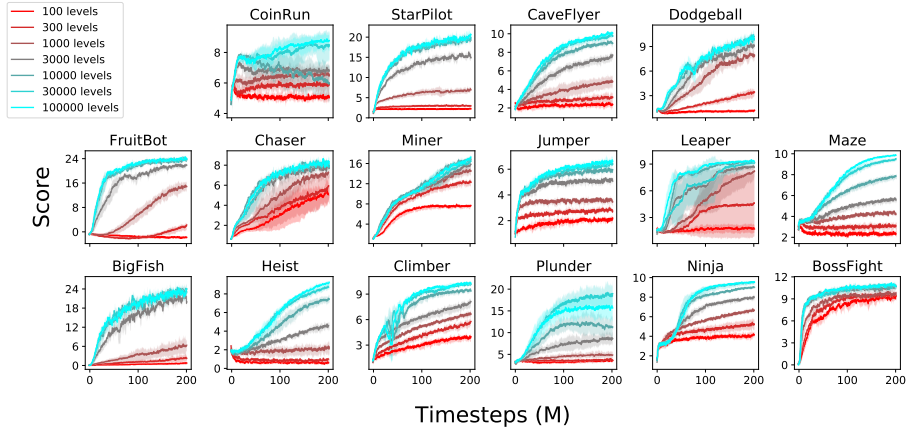 100 levels
300 levels
1000 levels
3000 levels
10000 levels
30000 levels
100000 levels
CoinRun
StarPilot
CaveFlyer
Dodgeball
8
6
4
20
15
10
5
0
10
8
6
4
2
9
6
3
FruitBot
Chaser
Miner
Jumper
Leaper
Maze
24
16
8
0
8
6
4
2
16
12
8
4
6
4
2
9
6
3
10
8
6
4
2
Score
BigFish
Heist
Climber
Plunder
Ninja
BossFight
24
18
12
6
0
8
6
4
2
0
9
6
3
20
15
10
5
10
8
6
4
2
12
9
6
3
0
0 100 200
0 100 200
0 100 200
0 100 200
0 100 200
0 100 200
Timesteps (M)